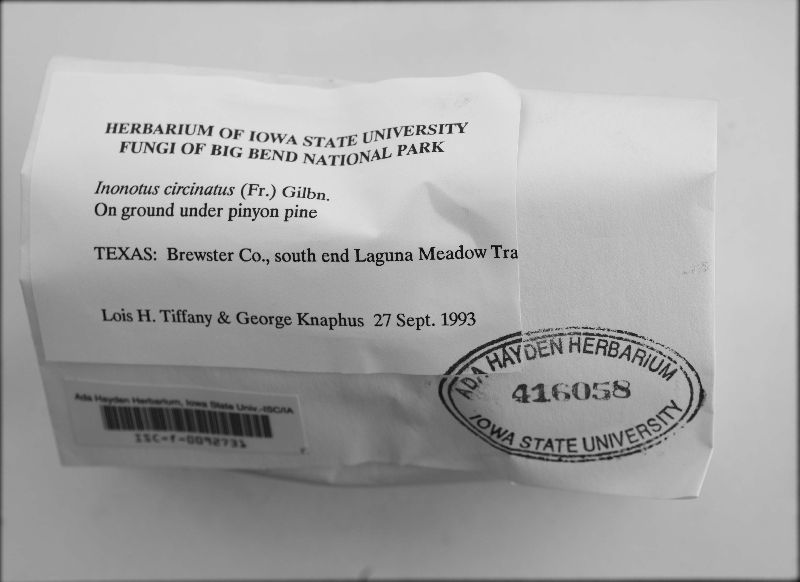 HERBARIUM OF IOWA STATE UNIVERSITY
FUNGI OF BIG BEND NATIONAL PARK
Inonotus circinatus (Fr.) Gilbn.
On ground under pinyon pine
TEXAS: Brewster Co., south end Laguna Meadow Tra
Lois H. Tiffany & George Knaphus 27 Sept. 1993
Ada Hayden Herbarium, Iowa State Univ.-ISC/IA
ISC-f-0092731
ADA HAYDEN HERBARIUM
416058
IOWA STATE UNIVERSITY